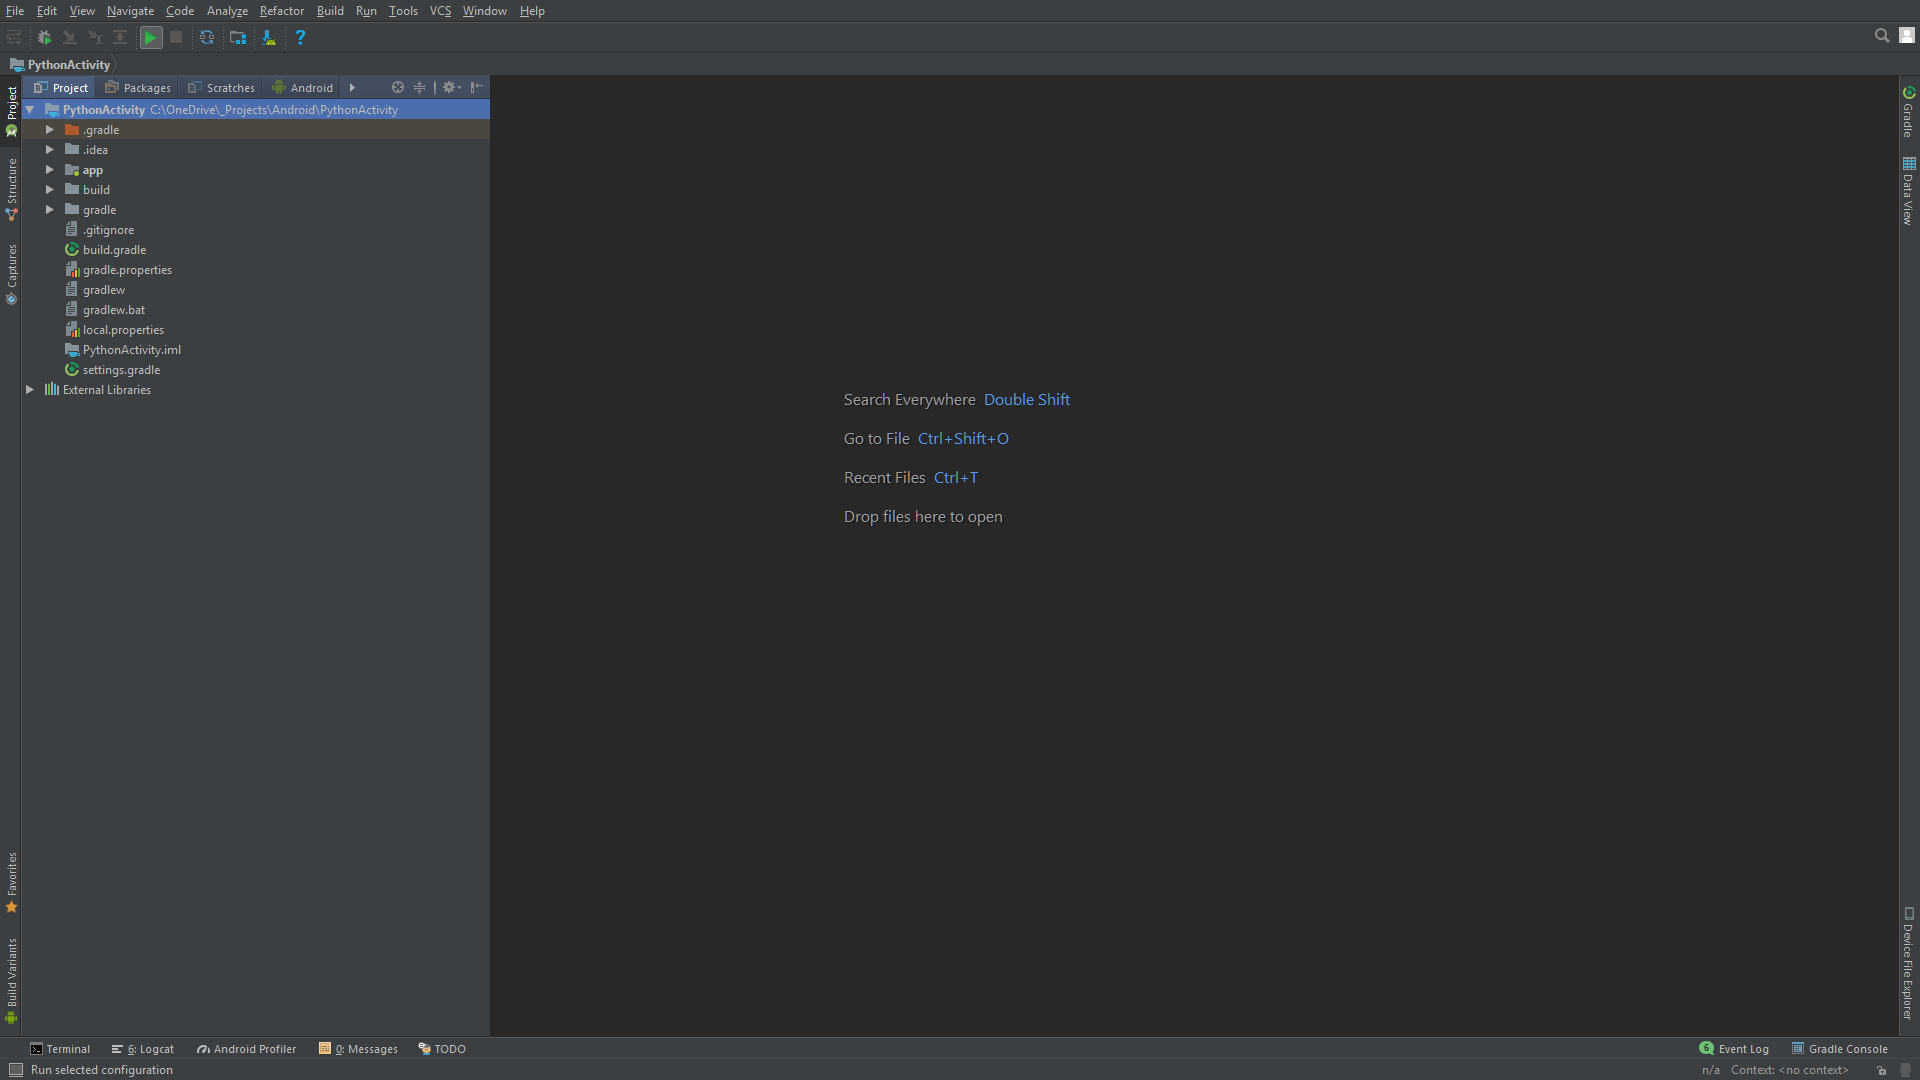 File Edit View Navigate Code Analyze Refactor Build Run Tools VCS Window Help
PythonActivity
Project Packages Scratches Android
PythonActivity C:\OneDrive\_Projects\Android\PythonActivity
.gradle
.idea
app
build
gradle
.gitignore
build.gradle
gradle.properties
gradlew
gradlew.bat
local.properties
PythonActivity.iml
settings.gradle
External Libraries
Project
Structure
Captures
Favorites
Build Variants
Search Everywhere Double Shift
Go to File Ctrl+Shift+O
Recent Files Ctrl+T
Drop files here to open
Gradle
Data View
Device File Explorer
Terminal 6: Logcat Android Profiler 0: Messages TODO 6 Event Log Gradle Console
Run selected configuration n/a Context: <no context>